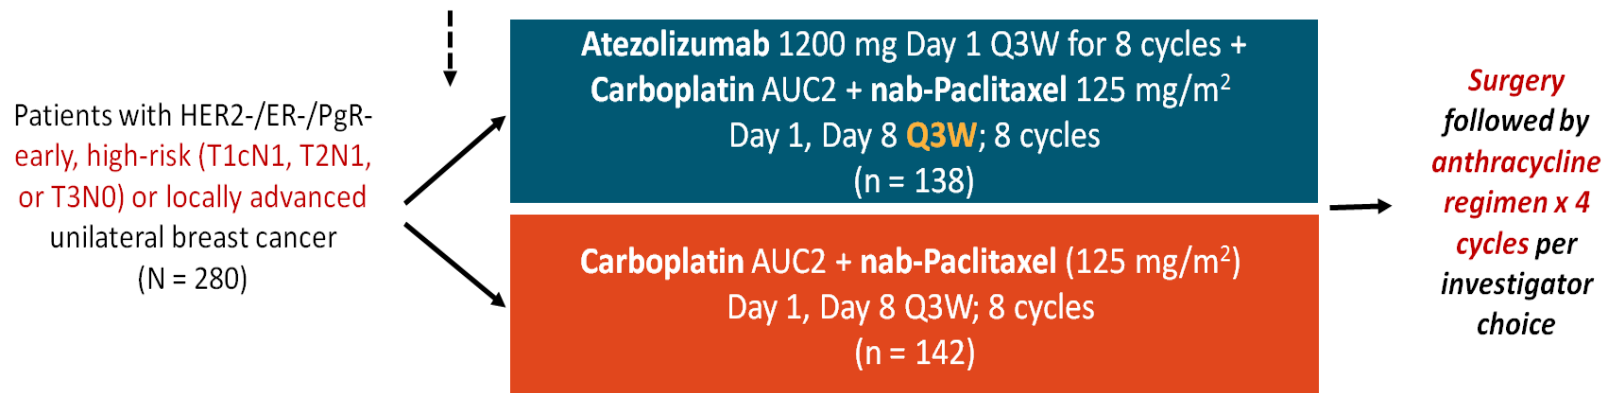 Patients with HER2-/ER-/PgR-
early, high-risk (T1cN1, T2N1,
or T3N0) or locally advanced
unilateral breast cancer
(N = 280)
Atezolizumab 1200 mg Day 1 Q3W for 8 cycles +
Carboplatin AUC2 + nab-Paclitaxel 125 mg/m²
Day 1, Day 8 Q3W; 8 cycles
(n = 138)
Carboplatin AUC2 + nab-Paclitaxel (125 mg/m²)
Day 1, Day 8 Q3W; 8 cycles
(n = 142)
Surgery
followed by
anthracycline
regimen x 4
cycles per
investigator
choice